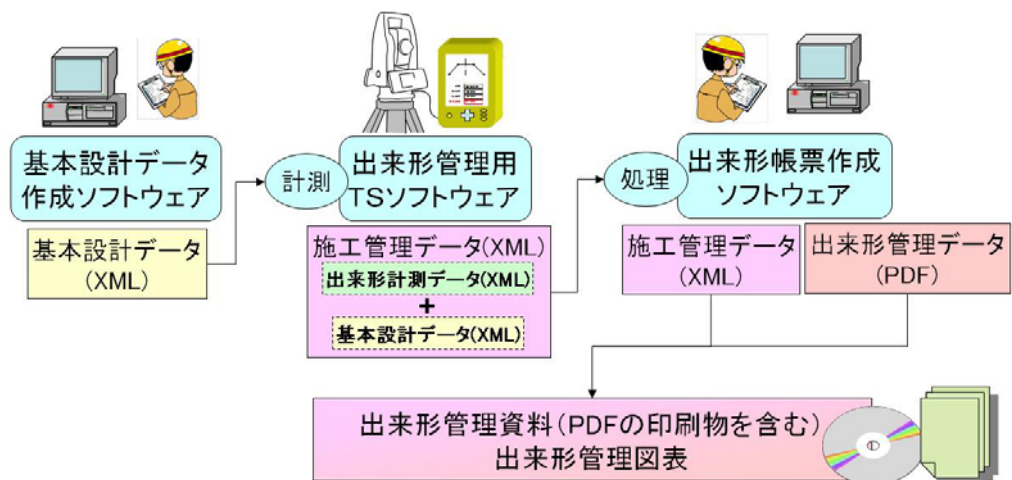 基本設計データ
作成ソフトウェア
基本設計データ
(XML)
計測
出来形管理用
TSソフトウェア
施工管理データ(XML)
出来形計測データ(XML)
+
基本設計データ(XML)
処理
出来形帳票作成
ソフトウェア
施工管理データ
(XML)
出来形管理データ
(PDF)
出来形管理資料(PDFの印刷物を含む)
出来形管理図表